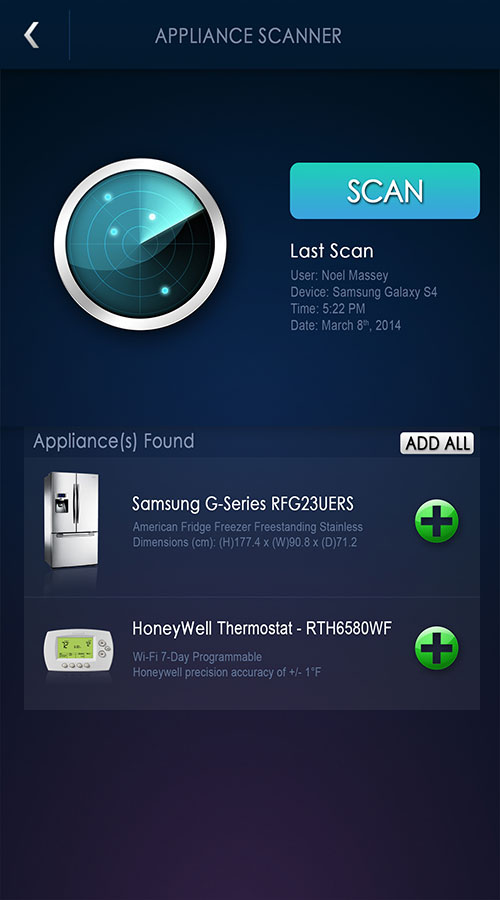 APPLIANCE SCANNER
SCAN
Last Scan
User: Noel Massey
Device: Samsung Galaxy S4
Time: 5:22 PM
Date: March 8th, 2014
Appliance(s) Found
ADD ALL
Samsung G-Series RFG23UERS
American Fridge Freezer Freestanding Stainless
Dimensions (cm): (H)177.4 x (W)90.8 x (D)71.2
HoneyWell Thermostat - RTH6580WF
Wi-Fi 7-Day Programmable
Honeywell precision accuracy of +/- 1°F